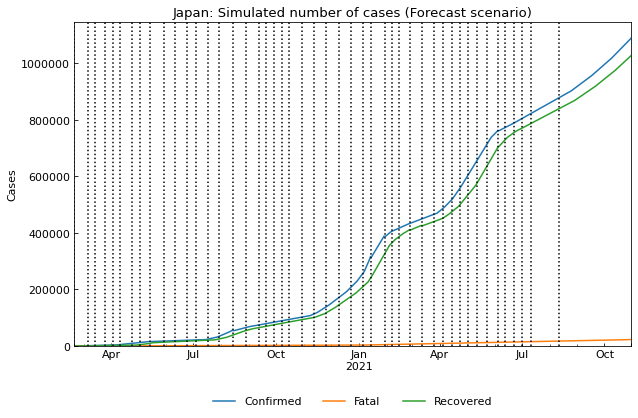 Japan: Simulated number of cases (Forecast scenario)
1000000
800000
600000
400000
200000
0
Cases
Apr Jul Oct Jan Apr Jul Oct
2021
Confirmed Fatal Recovered